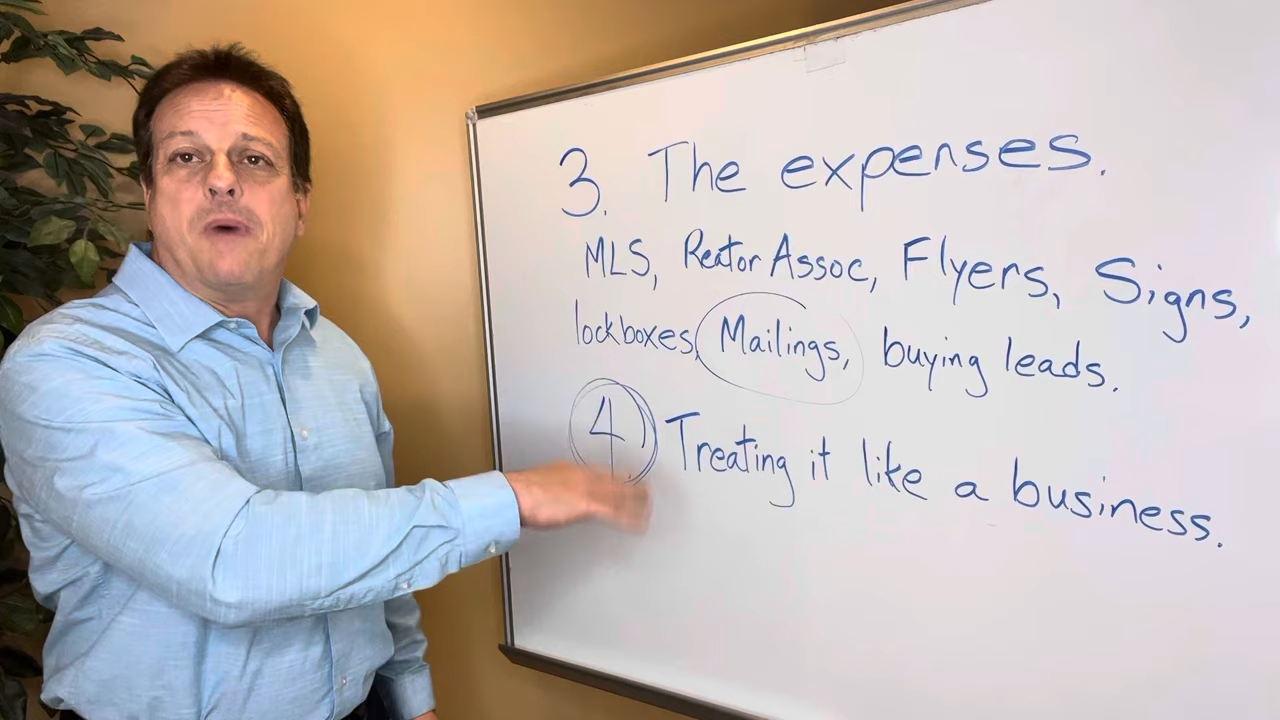 3. The expenses.
MLS, Reator Assoc, Flyers, Signs,
lockboxes, Mailings, buying leads.
4. Treating it like a business.